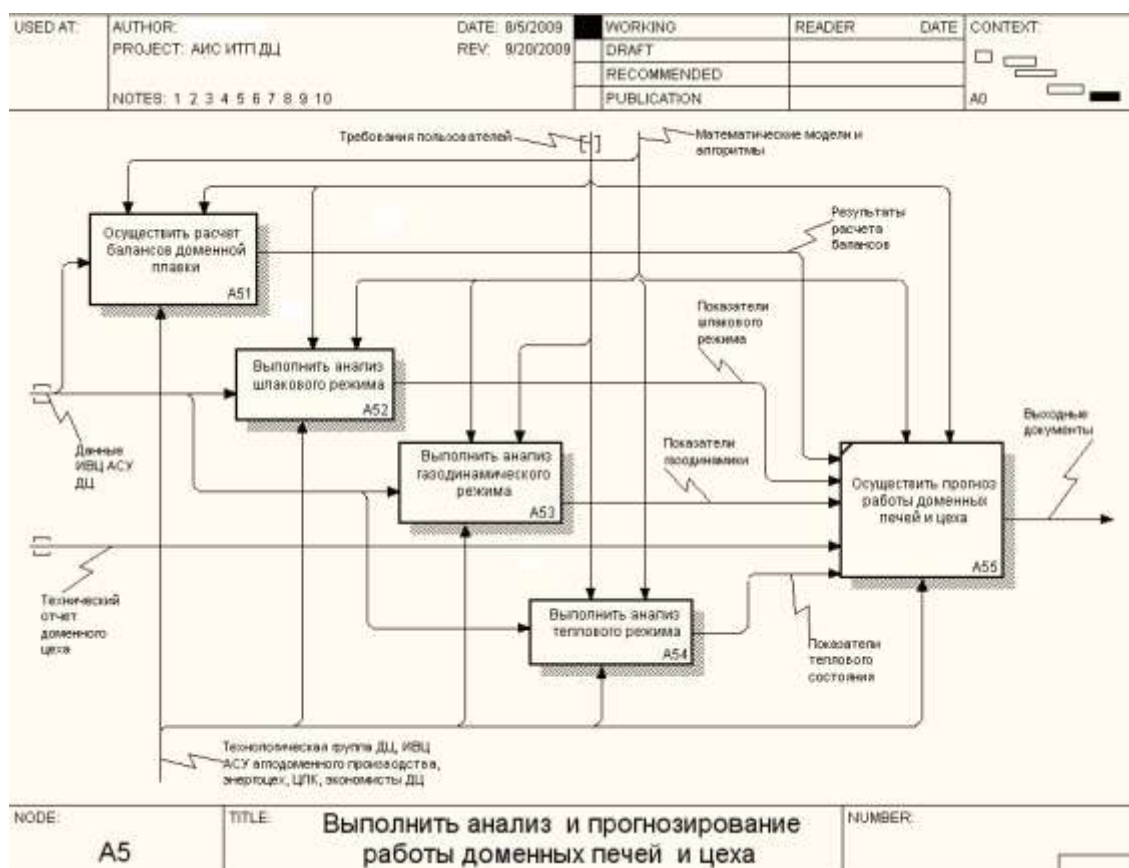 USED AT:
AUTHOR:
DATE: 8/5/2009
WORKING
READER
DATE
CONTEXT:
PROJECT: АИС ИТП ДЦ
REV: 9/20/2009
DRAFT
RECOMMENDED
NOTES: 1 2 3 4 5 6 7 8 9 10
PUBLICATION
A0
Требования пользователей
Математические модели и
алгоритмы
Осуществить расчет
балансов доменной
плавки
A51
Результаты
расчета
балансов
Показатели
шлакового
режима
Выполнить анализ
шлакового режима
A52
Данные
ИВЦ АСУ
ДЦ
Выполнить анализ
газодинамического
режима
A53
Показатели
газодинамики
Выходные
документы
Осуществить прогноз
работы доменных
печей и цеха
A55
Технический
отчет
доменного
цеха
Выполнить анализ
теплового режима
A54
Показатели
теплового
состояния
Технологическая группа ДЦ, ИВЦ
АСУ аглодоменного производства,
энергоцех, ЦПК, экономисты ДЦ
NODE:
A5
TITLE:
Выполнить анализ и прогнозирование
работы доменных печей и цеха
NUMBER: